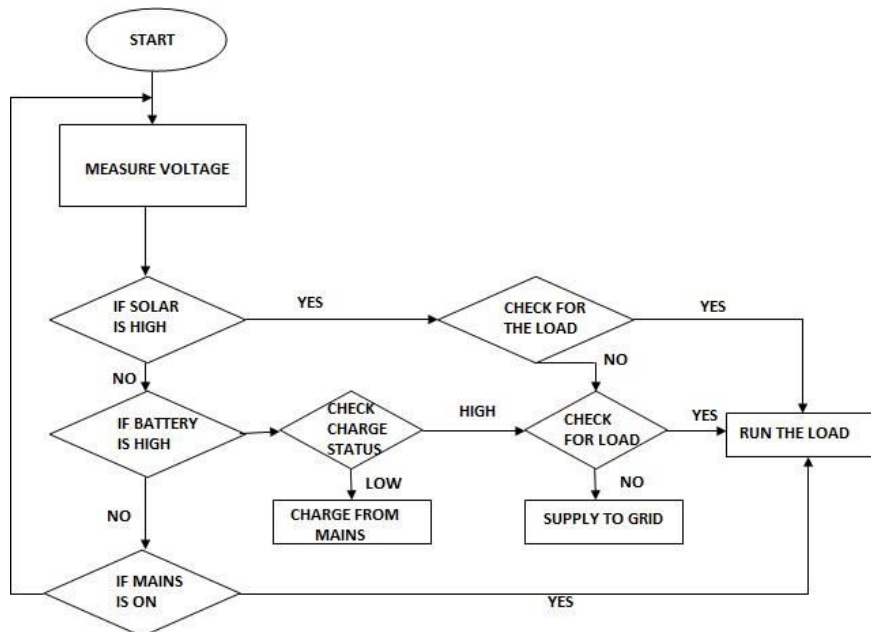 START
MEASURE VOLTAGE
IF SOLAR
IS HIGH
YES
CHECK FOR
THE LOAD
YES
NO
NO
IF BATTERY
IS HIGH
CHECK
CHARGE
STATUS
HIGH
CHECK
FOR LOAD
YES
RUN THE LOAD
LOW
NO
NO
CHARGE FROM
MAINS
SUPPLY TO GRID
IF MAINS
IS ON
YES